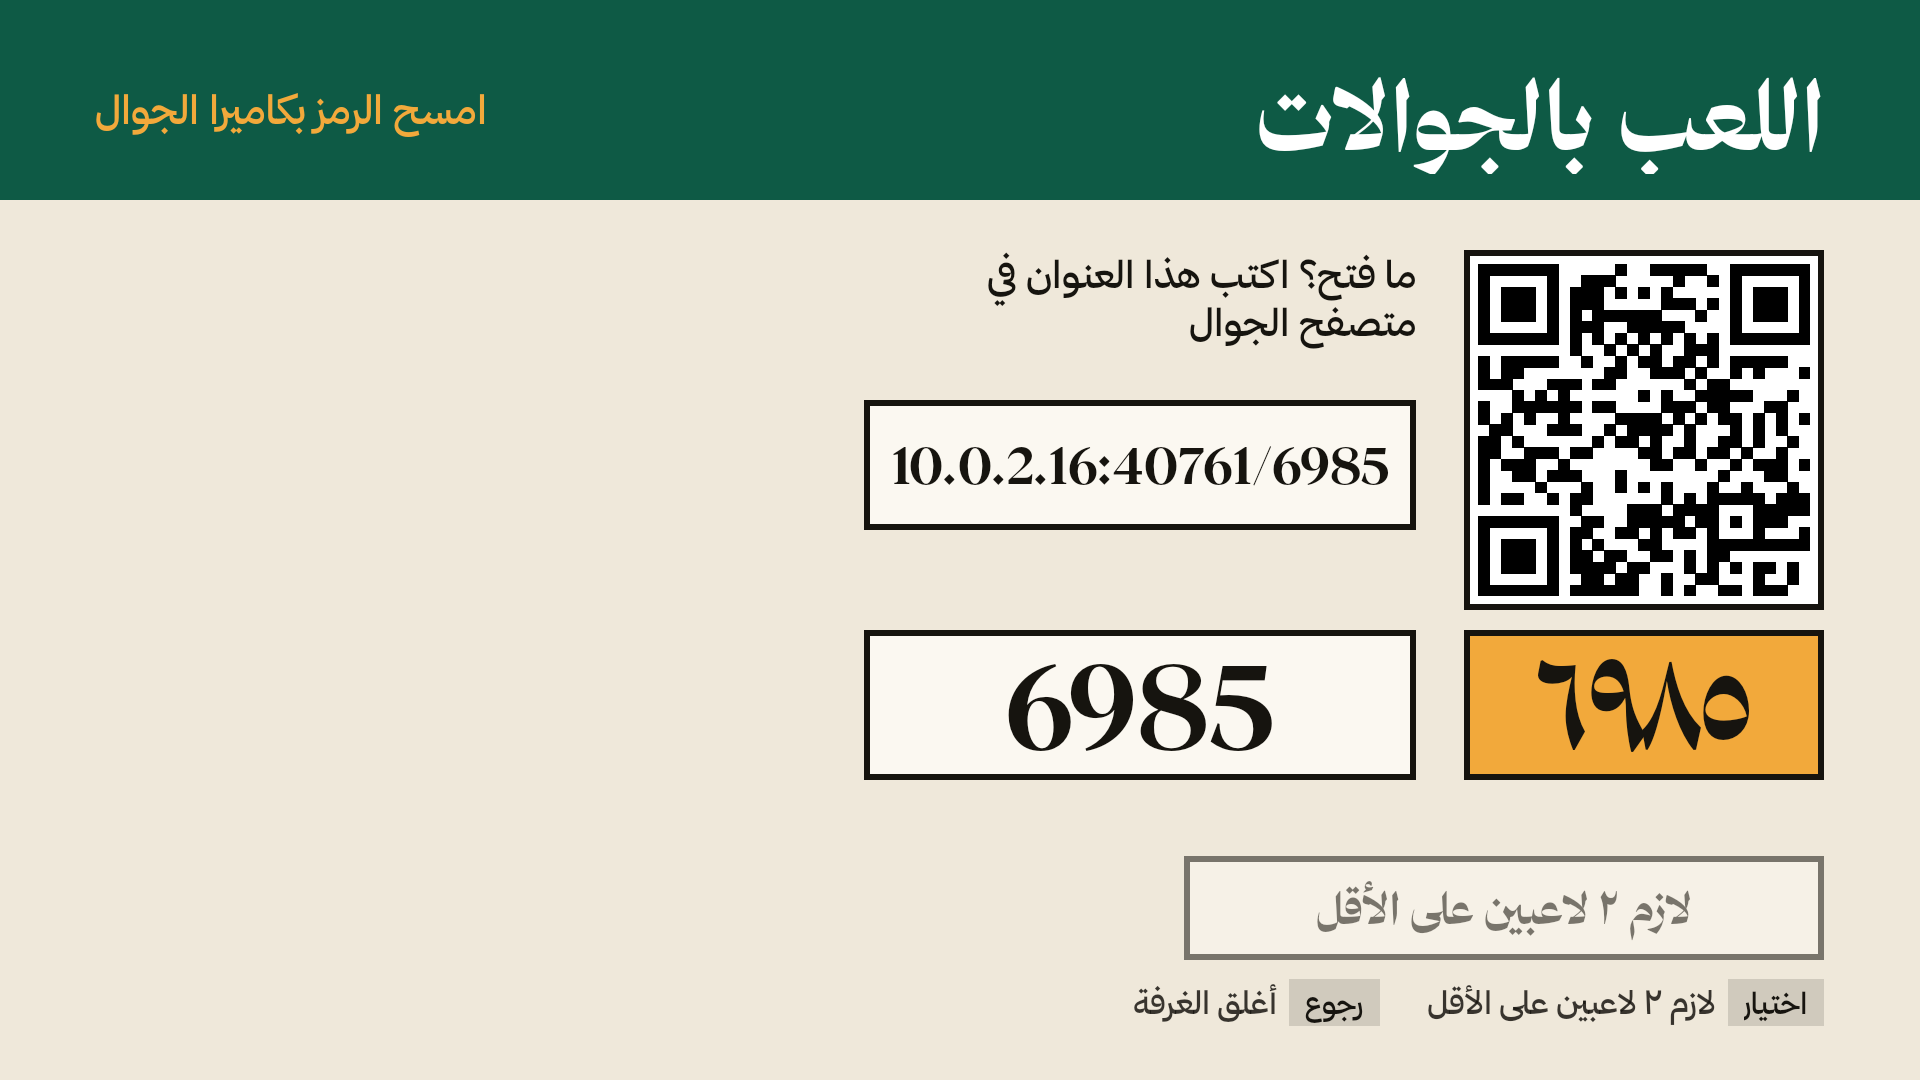 اللعب بالجوالات
امسح الرمز بكاميرا الجوال
ما فتح؟ اكتب هذا العنوان في
متصفح الجوال
10.0.2.16:40761/6985
٦٩٨٥
6985
لازم ٢ لاعبين على الأقل
اختيار لازم ٢ لاعبين على الأقل رجوع أغلق الغرفة